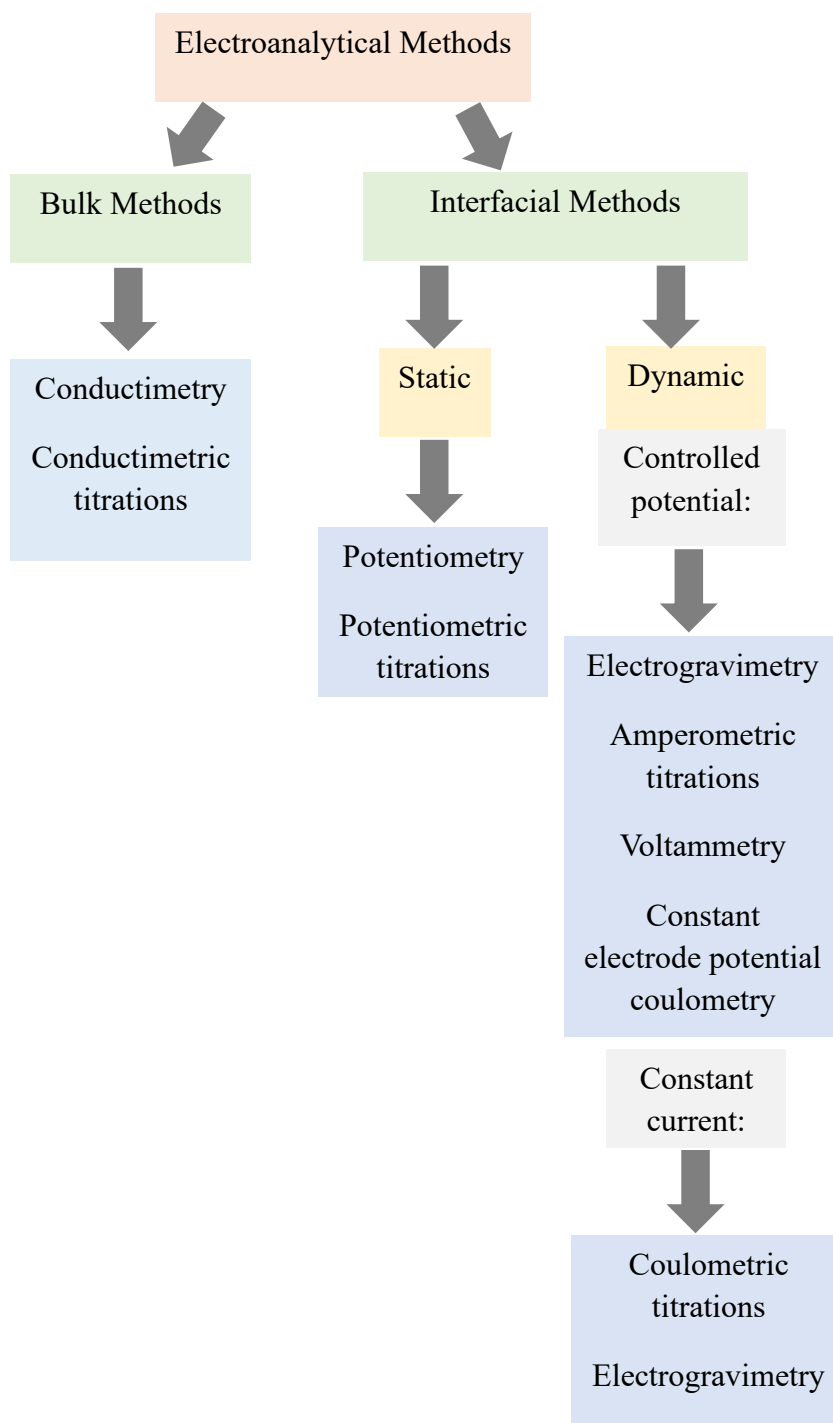 Electroanalytical Methods
Bulk Methods
Interfacial Methods
Conductimetry
Conductimetric
titrations
Static
Potentiometry
Potentiometric
titrations
Dynamic
Controlled
potential:
Electrogravimetry
Amperometric
titrations
Voltammetry
Constant
electrode potential
coulometry
Constant
current:
Coulometric
titrations
Electrogravimetry